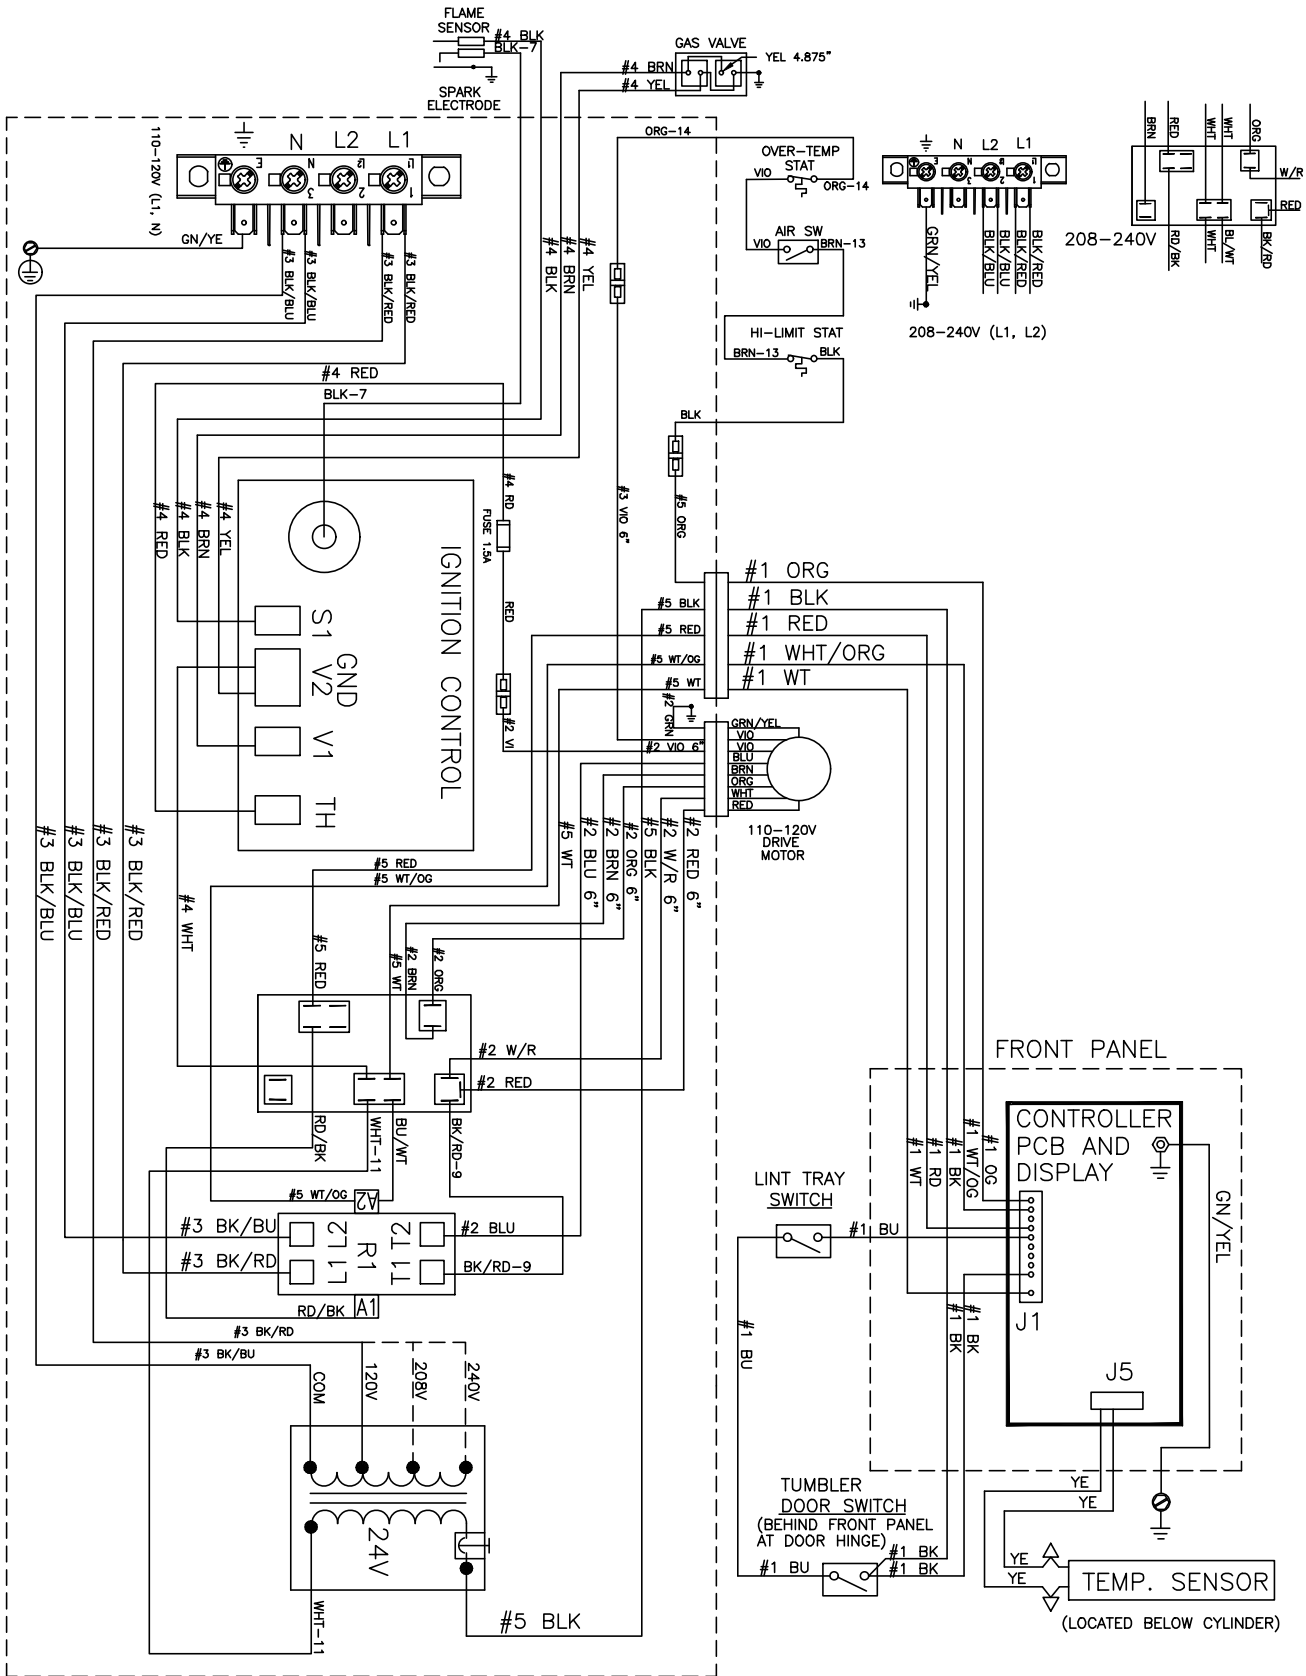 FLAME
SENSOR
#4 BLK
BLK-7
SPARK
ELECTRODE
GAS VALVE
YEL 4.875"
#4 BRN
#4 YEL
110-120V (L1, N)
N
L2
L1
E
N
L2
L1
3
2
1
GN/YE
#3 BLK/BLU
#3 BLK/BLU
#3 BLK/RED
#3 BLK/RED
#4 BLK
#4 BRN
#4 YEL
ORG-14
OVER-TEMP
STAT
VIO
ORG-14
AIR SW
VIO
BRN-13
HI-LIMIT STAT
BRN-13
BLK
BLK
N
L2
L1
E
N
L2
L1
3
2
1
GRN/YEL
BLK/BLU
BLK/BLU
BLK/RED
BLK/RED
208-240V (L1, L2)
BRN
RED
WHT
WHT
ORG
W/R
RED
208-240V
RD/BK
WHT
BL/WT
BK/RD
#4 RED
BLK-7
#4 RED
#4 BLK
#4 BRN
#4 YEL
#4 RD
FUSE 1.5A
RED
#2 VI
#3 VIO 6"
#5 ORG
IGNITION CONTROL
S1
GND
V2
V1
TH
#5 BLK
#5 RED
#5 WT/OG
#5 WT
#1 ORG
#1 BLK
#1 RED
#1 WHT/ORG
#1 WT
#2 GRN
#2 VIO 6"
GRN/YEL
VIO
VIO
BLU
BRN
ORG
WHT
RED
110-120V
DRIVE
MOTOR
#3 BLK/BLU
#3 BLK/BLU
#3 BLK/RED
#3 BLK/RED
#4 WHT
#5 RED
#5 WT/OG
#5 WT
#2 BLU 6"
#2 BRN 6"
#2 ORG 6"
#5 BLK
#2 W/R 6"
#2 RED 6"
#5 RED
#5 WT
#2 BRN
#2 ORG
#2 W/R
#2 RED
RD/BK
WHT-11
BU/WT
BK/RD-9
#5 WT/OG
A2
#3 BK/BU
L2
T2
#2 BLU
R1
#3 BK/RD
L1
T1
BK/RD-9
RD/BK
A1
#3 BK/RD
#3 BK/BU
COM
120V
208V
240V
24V
WHT-11
#5 BLK
FRONT PANEL
CONTROLLER
PCB AND
DISPLAY
#1 WT
#1 RD
#1 BK
#1 WT/OG
#1 OG
GN/YEL
LINT TRAY
SWITCH
#1 BU
#1 BU
#1 BK
#1 BK
J1
J5
TUMBLER
DOOR SWITCH
(BEHIND FRONT PANEL
AT DOOR HINGE)
#1 BU
#1 BK
#1 BK
YE
YE
YE
YE
TEMP. SENSOR
(LOCATED BELOW CYLINDER)